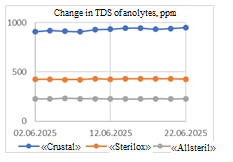 Change in TDS of anolytes, ppm
1000
500
0
02.06.2025 12.06.2025 22.06.2025
«Crustal» «Sterilox» «Allsteril»